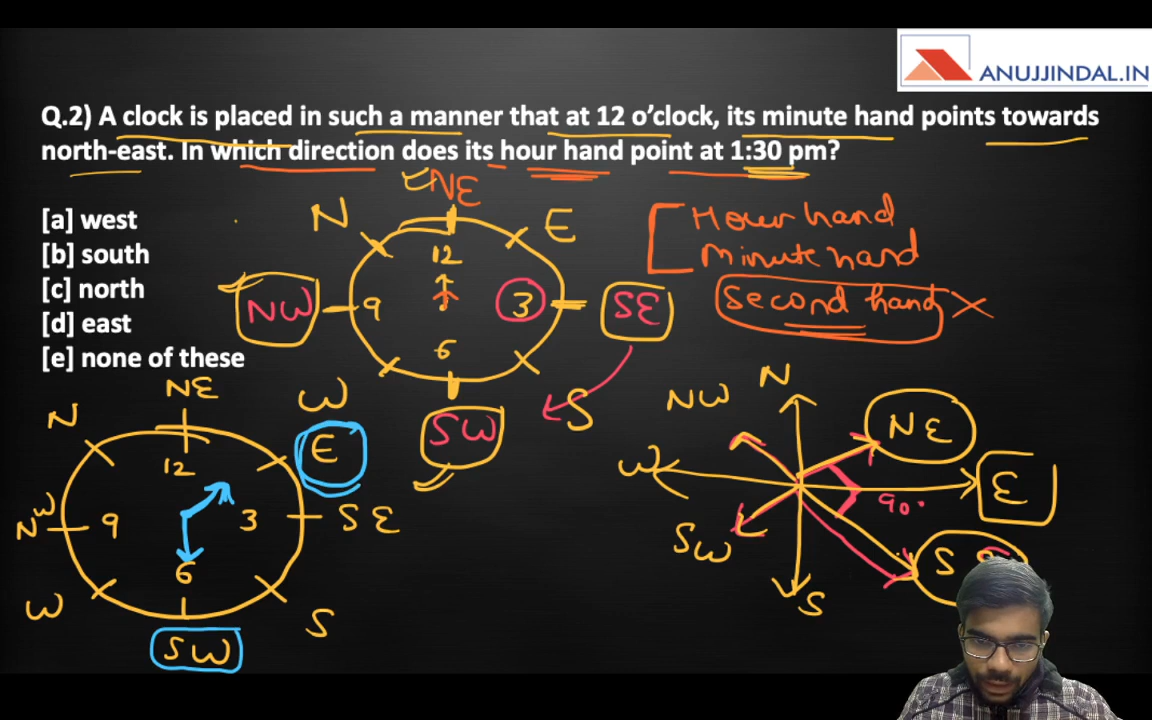 ANUJJINDAL.IN
Q.2) A clock is placed in such a manner that at 12 o’clock, its minute hand points towards
north-east. In which direction does its hour hand point at 1:30 pm?
[a] west
[b] south
[c] north
[d] east
[e] none of these
NE
N
E
12
9
3
6
NW
SE
SW
S
Hour hand
Minute hand
Second hand
NE
N
W
E
12
NW
9
3
SE
6
W
S
SW
N
NW
NE
W
E
90°
SW
S
S